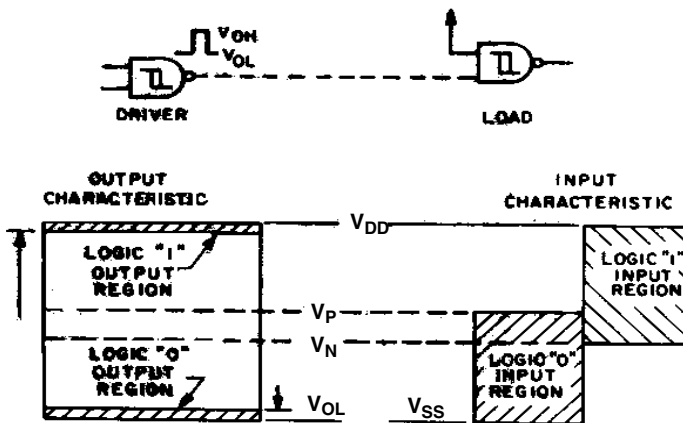 VOH
VOL
DRIVER
LOAD
OUTPUT
CHARACTERISTIC
INPUT
CHARACTERISTIC
VDD
LOGIC "1"
OUTPUT
REGION
LOGIC "1"
INPUT
REGION
VP
VN
LOGIC "0"
OUTPUT
REGION
LOGIC "0"
INPUT
REGION
VOL
VSS